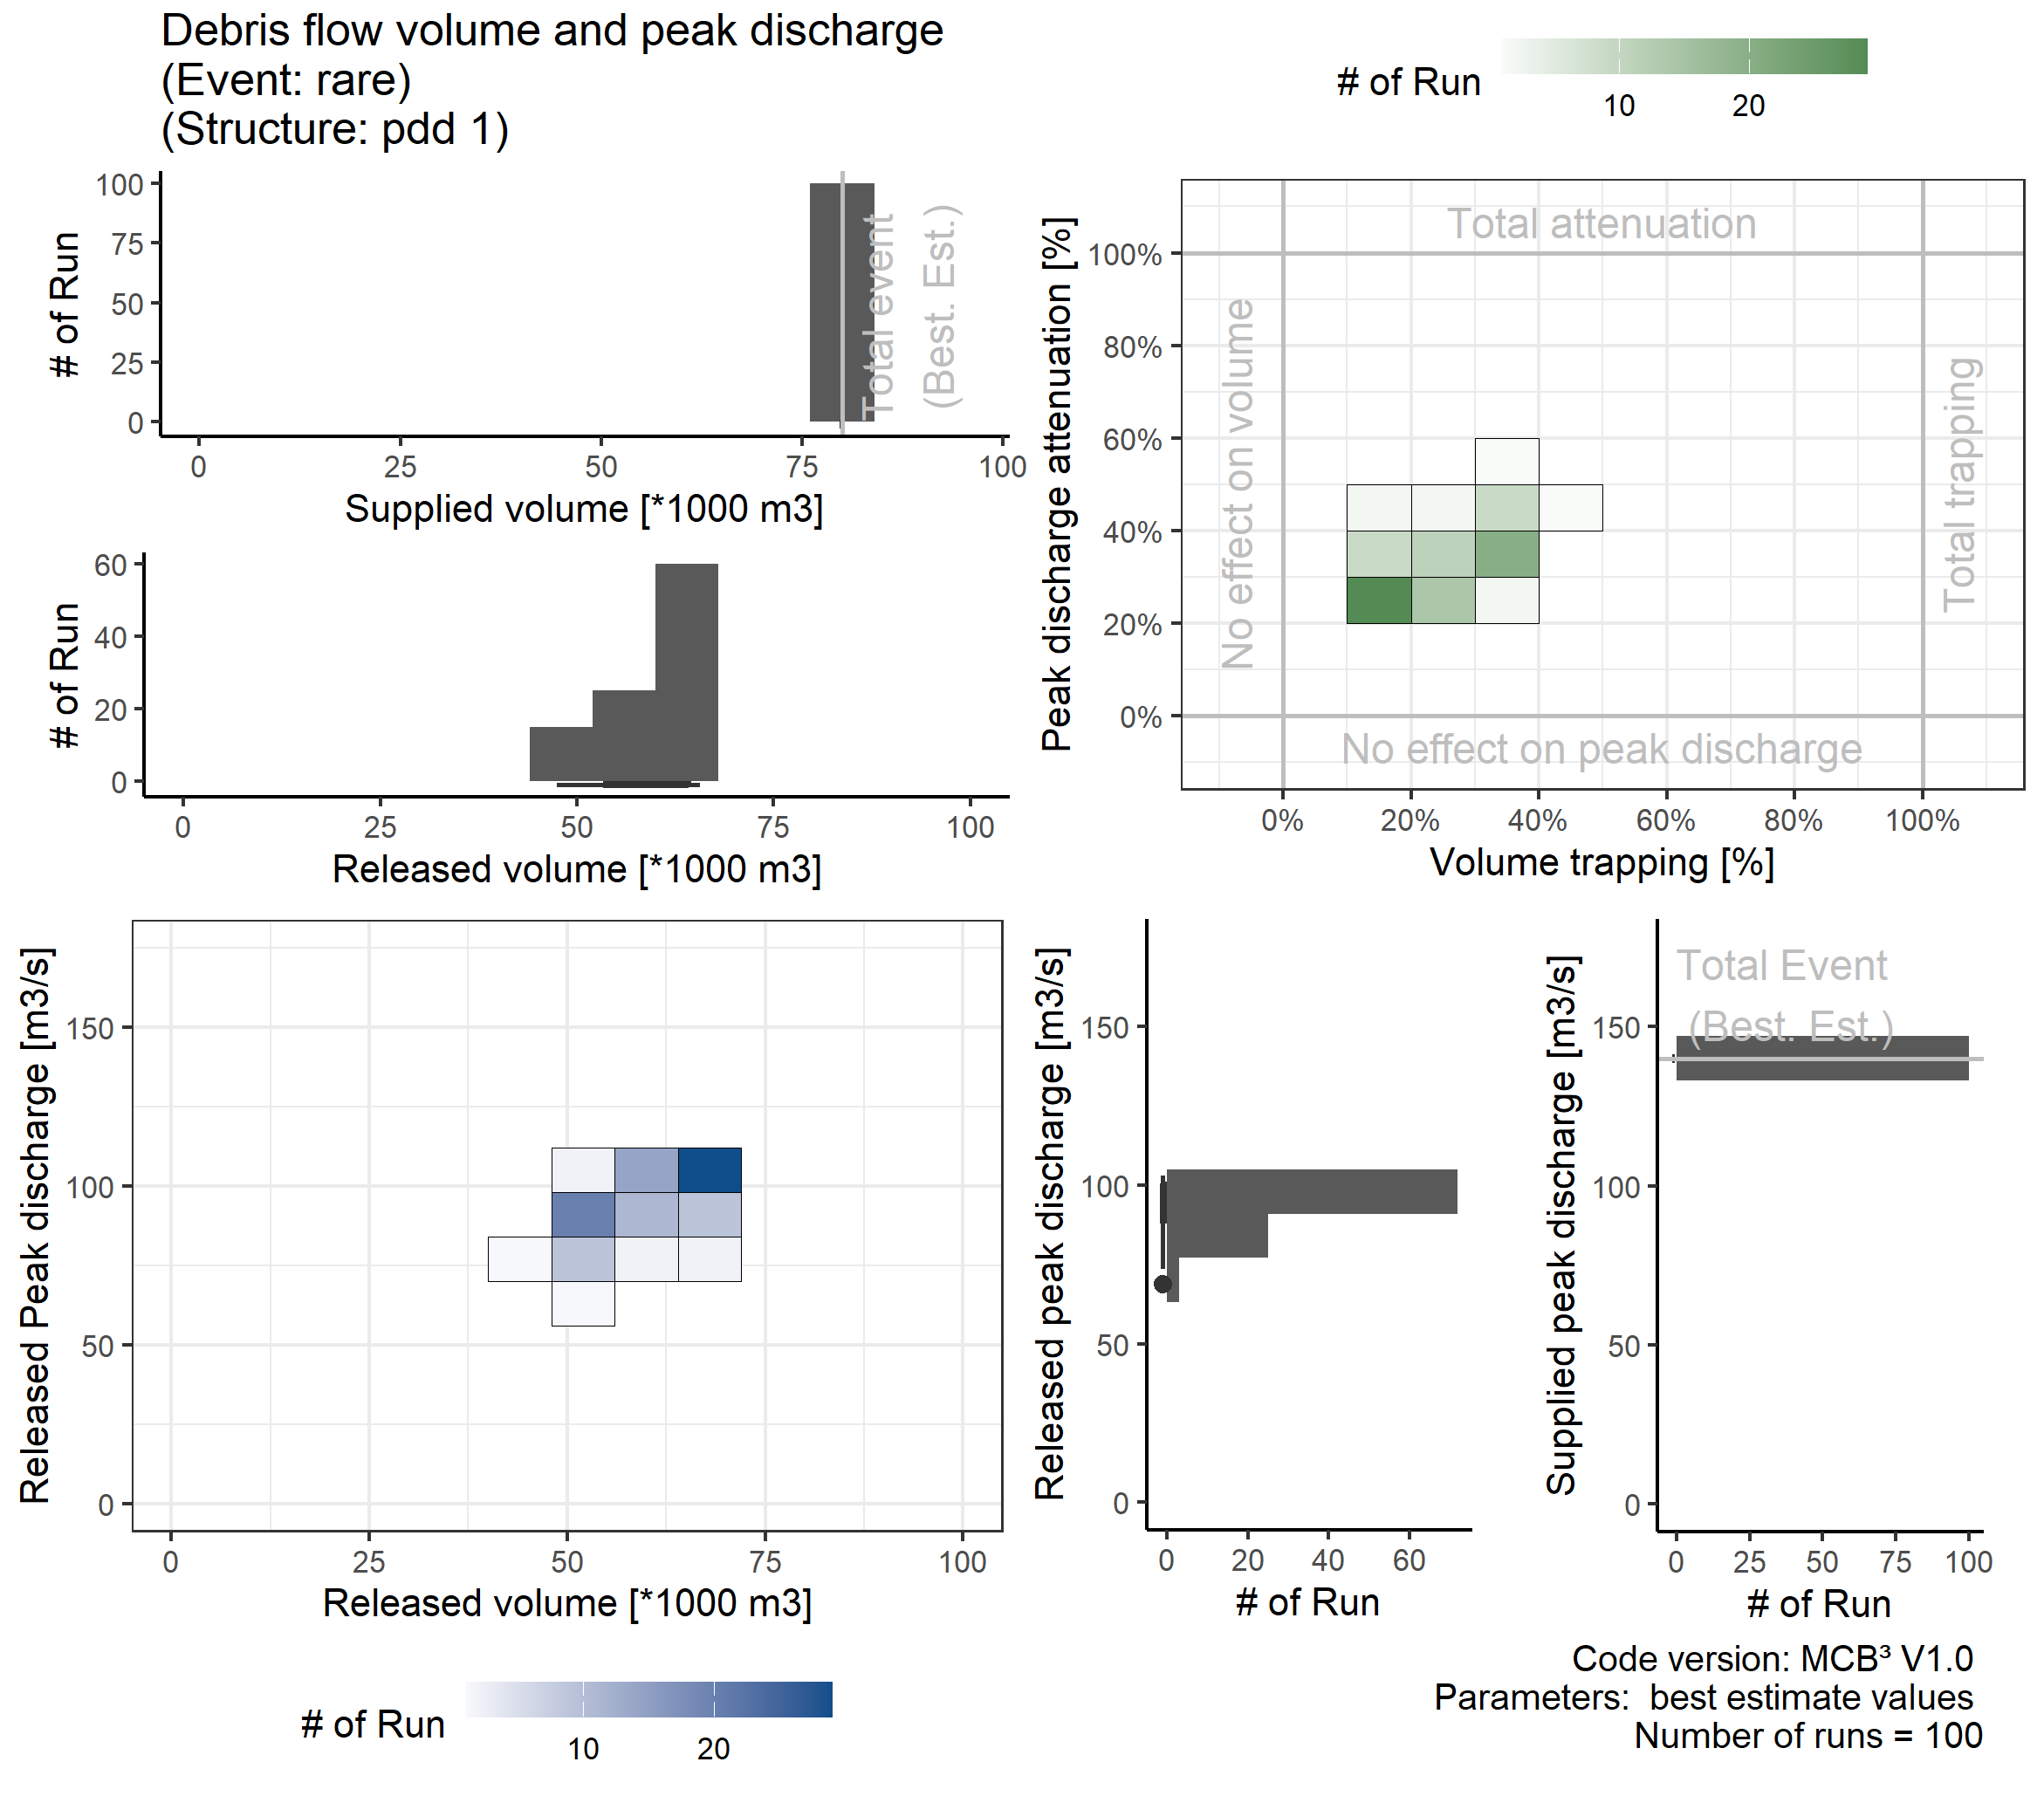 Debris flow volume and peak discharge
(Event: rare)
(Structure: pdd 1)
# of Run
10
20
100
75
50
25
0
# of Run
Total event
(Best. Est.)
0
25
50
75
100
Supplied volume [*1000 m3]
60
40
20
0
# of Run
0
25
50
75
100
Released volume [*1000 m3]
Peak discharge attenuation [%]
100%
80%
60%
40%
20%
0%
Total attenuation
No effect on volume
Total trapping
No effect on peak discharge
0%
20%
40%
60%
80%
100%
Volume trapping [%]
Released Peak discharge [m3/s]
150
100
50
0
0
25
50
75
100
Released volume [*1000 m3]
# of Run
10
20
Released peak discharge [m3/s]
150
100
50
0
0
20
40
60
# of Run
Supplied peak discharge [m3/s]
150
100
50
0
Total Event
(Best. Est.)
0
25
50
75
100
# of Run
Code version: MCB³ V1.0
Parameters:  best estimate values
Number of runs = 100